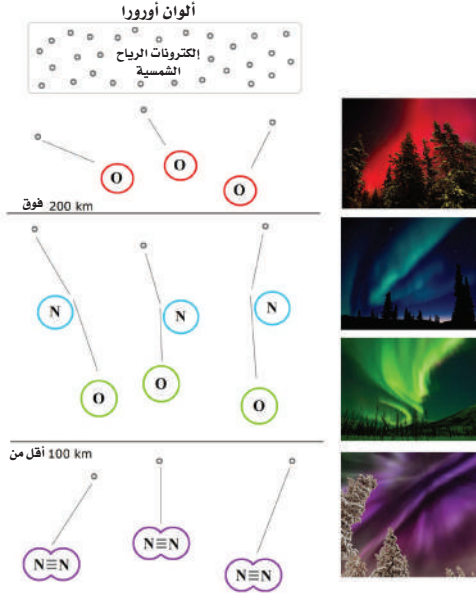 ألوان أورورا
إلكترونات الرياح
الشمسية
O
O
O
فوق 200 km
N
N
N
O
O
O
أقل من 100 km
N≡N
N≡N
N≡N